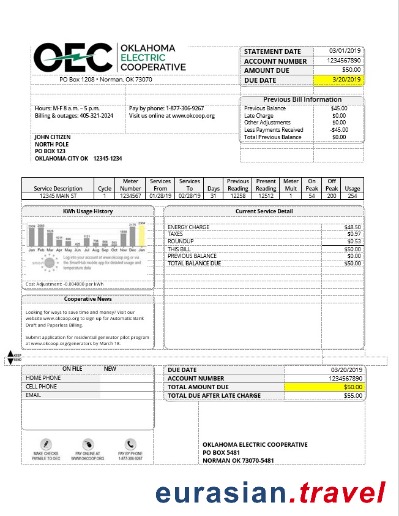 OEC OKLAHOMA ELECTRIC COOPERATIVE
PO Box 1208 • Norman, OK 73070
STATEMENT DATE 03/01/2019
ACCOUNT NUMBER 1234567890
AMOUNT DUE $50.00
DUE DATE 3/20/2019
Hours: M-F 8 a.m. – 5 p.m.
Billing & outages: 405-321-2024
Pay by phone: 1-877-306-9267
Visit us online at www.okcoop.org
Previous Bill Information
Previous Balance $45.00
Late Charge $0.00
Other Adjustments $0.00
Less Payments Received -$45.00
Total Previous Balance $0.00
JOHN CITIZEN
NORTH POLE
PO BOX 123
OKLAHOMA CITY OK 12345-1234
Service Description Cycle Meter Number Services From Services To Days Previous Reading Present Reading Meter Mult On Peak Off Peak Usage
12345 MAIN ST 1 1234567 01/28/19 02/28/19 31 12258 12512 1 54 200 254
KWh Usage History
Jan Feb Mar Apr May Jun Jul Aug Sep Oct Nov Dec Jan
Cost Adjustment: -0.004000 per kWh
Current Service Detail
ENERGY CHARGE $48.50
TAXES $0.97
ROUNDUP $0.53
THIS BILL $50.00
PREVIOUS BALANCE $0.00
TOTAL BALANCE DUE $50.00
Cooperative News
Looking for ways to save time and money? Visit our
website www.okcoop.org to sign up for Automatic Bank
Draft and Paperless Billing.
Submit application for residential generator pilot program
at www.okcoop.org/generators by March 18.
KEEP
SEND
ON FILE NEW
HOME PHONE
CELL PHONE
EMAIL
DUE DATE 03/20/2019
ACCOUNT NUMBER 1234567890
TOTAL AMOUNT DUE $50.00
TOTAL DUE AFTER LATE CHARGE $55.00
MAKE CHECKS
PAYABLE TO OEC
PAY ONLINE AT
WWW.OKCOOP.ORG
PAY BY PHONE
1-877-306-9267
OKLAHOMA ELECTRIC COOPERATIVE
PO BOX 5481
NORMAN OK 73070-5481
eurasian.travel